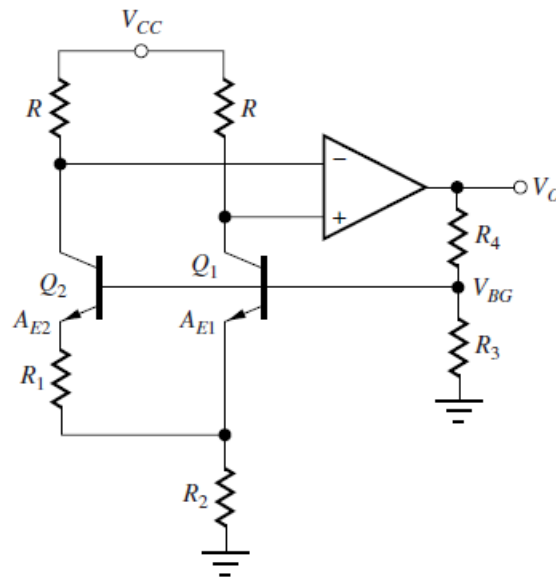 V_CC
R
R
−
+
V_O
R_4
Q_1
Q_2
V_BG
A_E2
A_E1
R_3
R_1
R_2